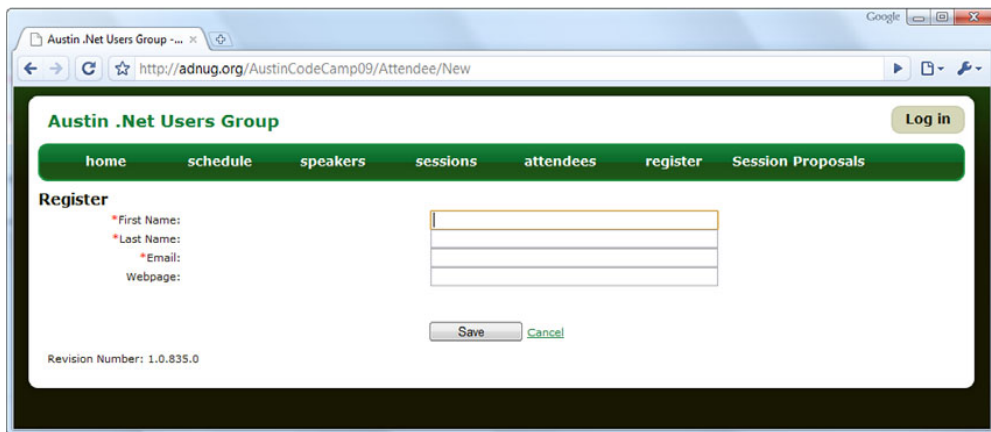 Google
Austin .Net Users Group -...
http://adnug.org/AustinCodeCamp09/Attendee/New
Austin .Net Users Group
Log in
home schedule speakers sessions attendees register Session Proposals
Register
*First Name:
*Last Name:
*Email:
Webpage:
Save Cancel
Revision Number: 1.0.835.0